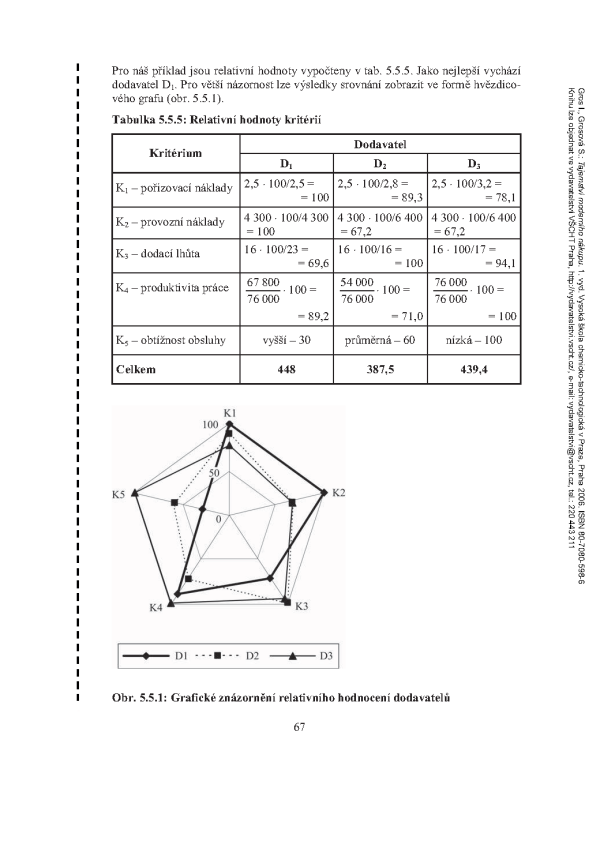 Pro náš příklad jsou relativní hodnoty vypočteny v tab. 5.5.5. Jako nejlepší vychází
dodavatel D₁. Pro větší názornost lze výsledky srovnání zobrazit ve formě hvězdico-
vého grafu (obr. 5.5.1).
Tabulka 5.5.5: Relativní hodnoty kritérií
Kritérium
Dodavatel
D₁ D₂ D₃
K₁ – pořizovací náklady 2,5 · 100/2,5 = 2,5 · 100/2,8 = 2,5 · 100/3,2 =
= 100 = 89,3 = 78,1
K₂ – provozní náklady 4 300 · 100/4 300 4 300 · 100/6 400 4 300 · 100/6 400
= 100 = 67,2 = 67,2
K₃ – dodací lhůta 16 · 100/23 = 16 · 100/16 = 16 · 100/17 =
= 69,6 = 100 = 94,1
K₄ – produktivita práce 67 800/76 000 · 100 = 54 000/76 000 · 100 = 76 000/76 000 · 100 =
= 89,2 = 71,0 = 100
K₅ – obtížnost obsluhy vyšší – 30 průměrná – 60 nízká – 100
Celkem 448 387,5 439,4
K1
100
50
0
K5
K2
K4
K3
D1 D2 D3
Obr. 5.5.1: Grafické znázornění relativního hodnocení dodavatelů
67
Gros I., Grosová S.: Tajemství moderního nákupu. 1. vyd. Vysoká škola chemicko-technologická v Praze, Praha 2006. ISBN 80-7080-598-6
Knihu lze objednat ve vydavatelství VŠCHT Praha, http://vydavatelstvi.vscht.cz/, e-mail: vydavatelstvi@vscht.cz, tel.: 220 443 211